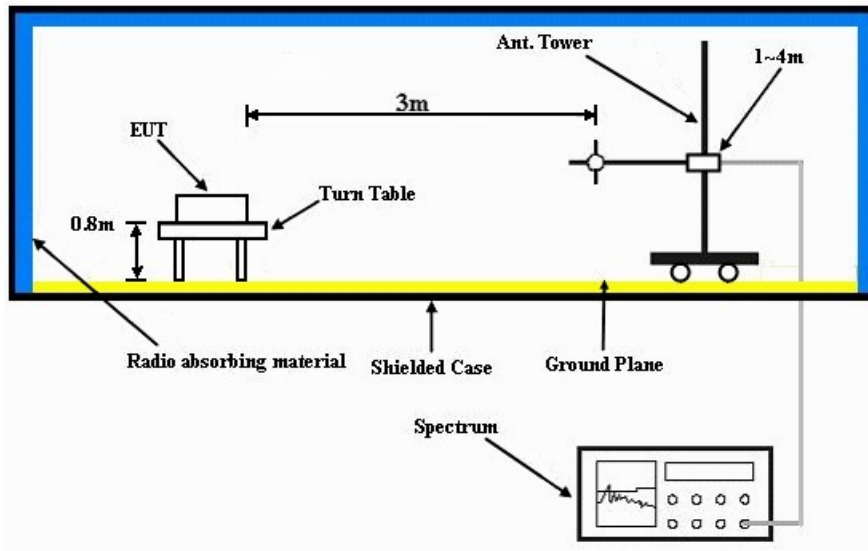 Ant. Tower
1~4m
3m
EUT
Turn Table
0.8m
Radio absorbing material
Shielded Case
Ground Plane
Spectrum